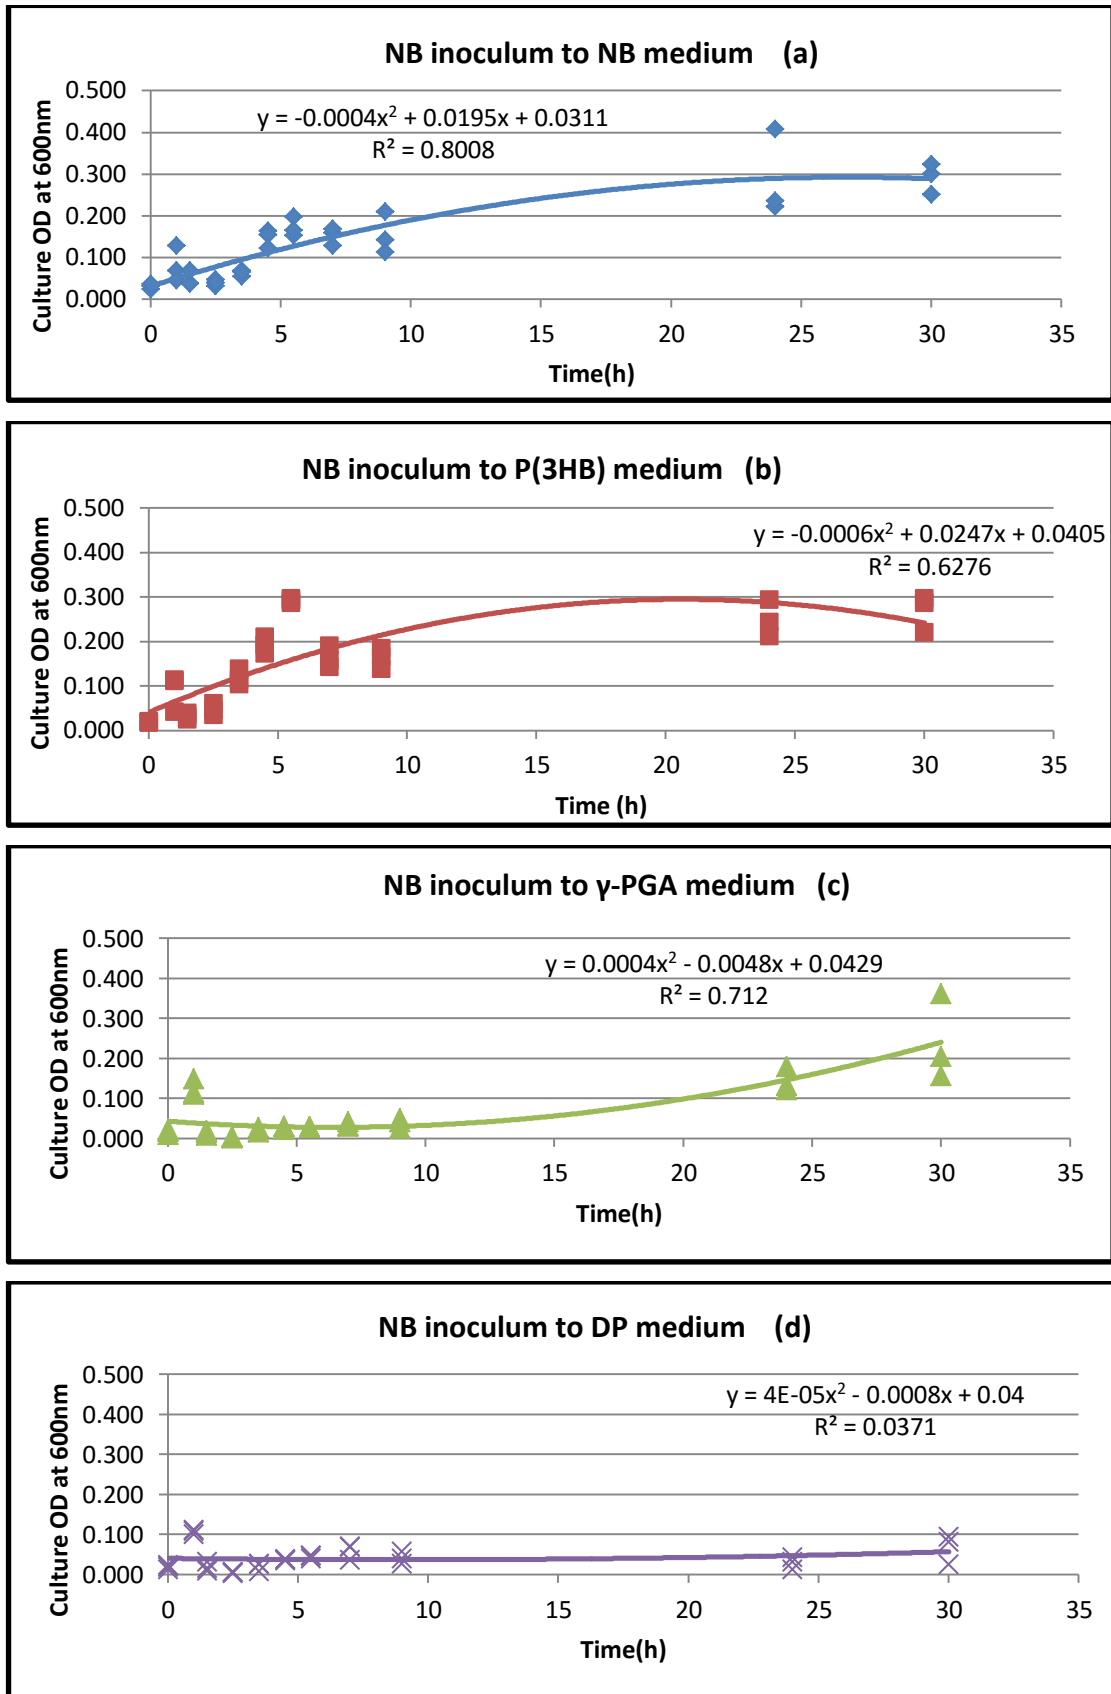 NB inoculum to NB medium (a)
y = -0.0004x² + 0.0195x + 0.0311
R² = 0.8008
Culture OD at 600nm
0.500
0.400
0.300
0.200
0.100
0.000
0 5 10 15 20 25 30 35
Time(h)
NB inoculum to P(3HB) medium (b)
y = -0.0006x² + 0.0247x + 0.0405
R² = 0.6276
Culture OD at 600nm
0.500
0.400
0.300
0.200
0.100
0.000
0 5 10 15 20 25 30 35
Time (h)
NB inoculum to γ-PGA medium (c)
y = 0.0004x² - 0.0048x + 0.0429
R² = 0.712
Culture OD at 600nm
0.500
0.400
0.300
0.200
0.100
0.000
0 5 10 15 20 25 30 35
Time(h)
NB inoculum to DP medium (d)
y = 4E-05x² - 0.0008x + 0.04
R² = 0.0371
Culture OD at 600nm
0.500
0.400
0.300
0.200
0.100
0.000
0 5 10 15 20 25 30 35
Time(h)